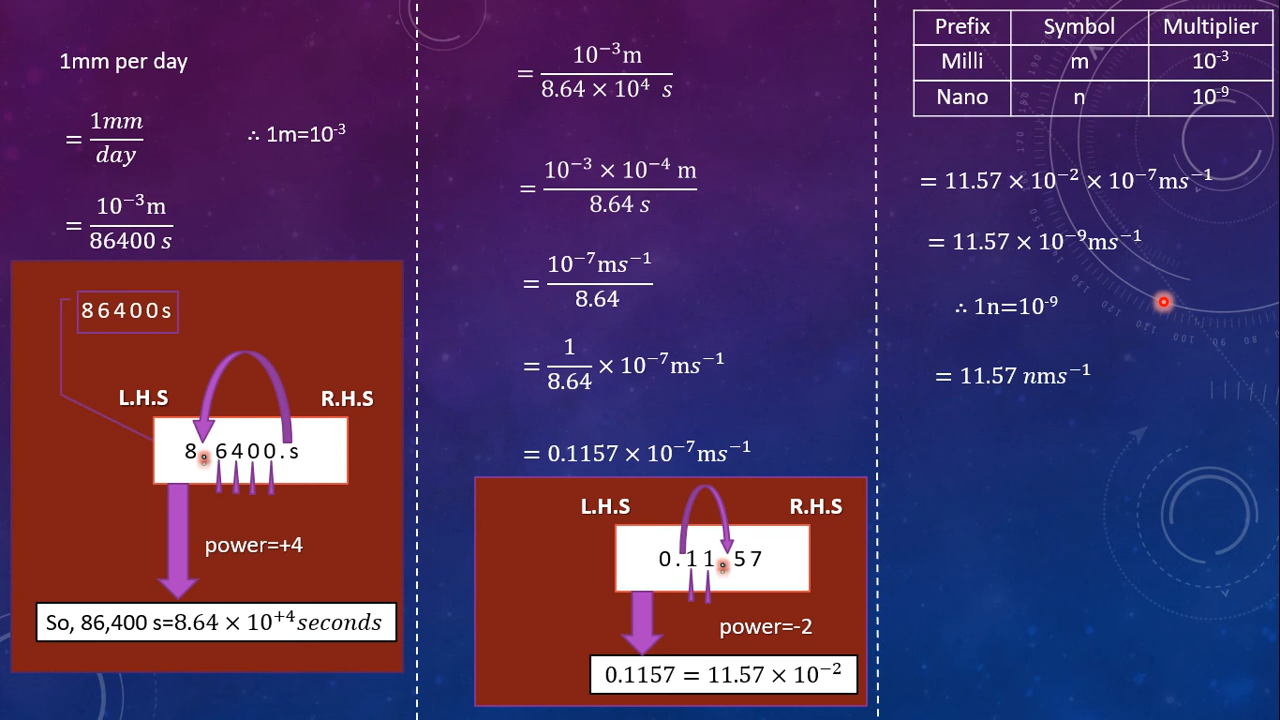 1mm per day
= 1mm/day ∴ 1m=10⁻³
= 10⁻³m/86400 s
86400s
L.H.S R.H.S
8.6400.s
power=+4
So, 86,400 s=8.64 × 10⁺⁴seconds
= 10⁻³m/8.64 × 10⁴ s
= 10⁻³ × 10⁻⁴ m/8.64 s
= 10⁻⁷ms⁻¹/8.64
= 1/8.64 × 10⁻⁷ms⁻¹
= 0.1157 × 10⁻⁷ms⁻¹
L.H.S R.H.S
0.11.57
power=-2
0.1157 = 11.57 × 10⁻²
Prefix Symbol Multiplier
Milli m 10⁻³
Nano n 10⁻⁹
= 11.57 × 10⁻² × 10⁻⁷ms⁻¹
= 11.57 × 10⁻⁹ms⁻¹
∴ 1n=10⁻⁹
= 11.57 nms⁻¹